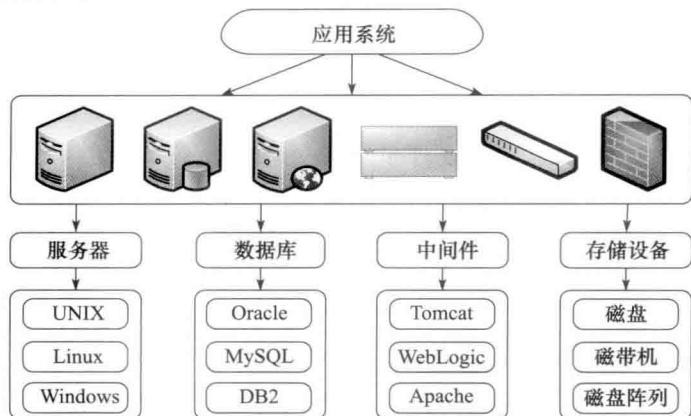 应用系统
服务器
数据库
中间件
存储设备
UNIX
Oracle
Tomcat
磁盘
Linux
MySQL
WebLogic
磁带机
Windows
DB2
Apache
磁盘阵列